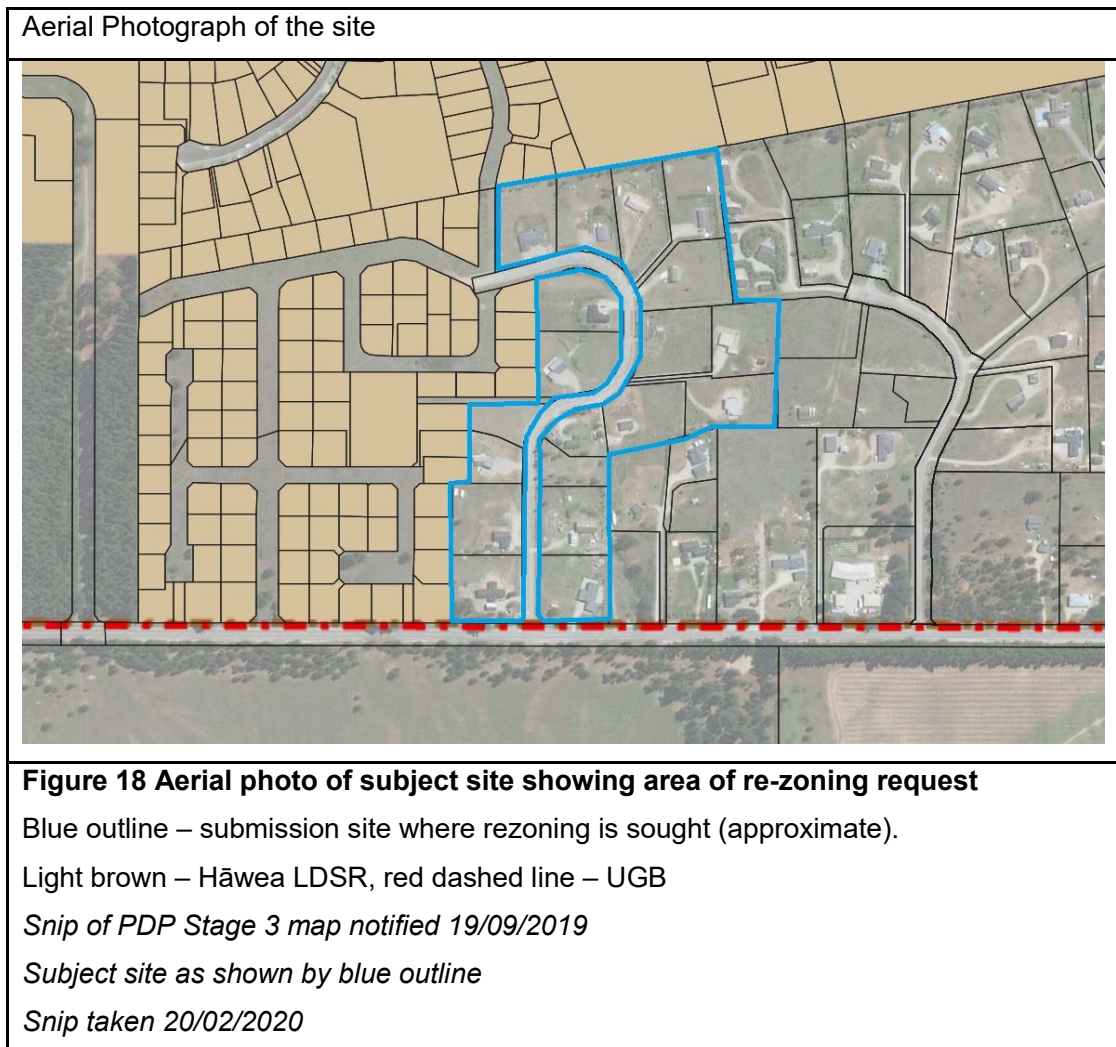 Aerial Photograph of the site
Figure 18 Aerial photo of subject site showing area of re-zoning request
Blue outline – submission site where rezoning is sought (approximate).
Light brown – Hāwea LDSR, red dashed line – UGB
Snip of PDP Stage 3 map notified 19/09/2019
Subject site as shown by blue outline
Snip taken 20/02/2020